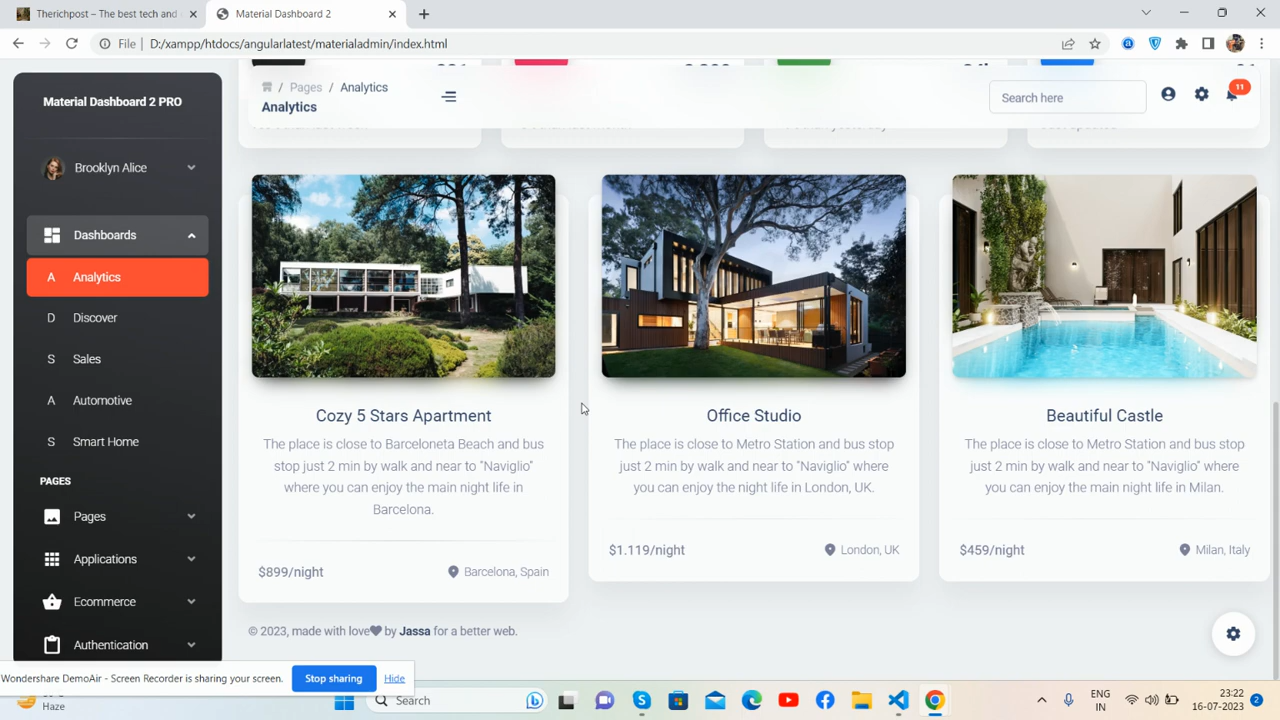 Therichpost – The best tech and
Material Dashboard 2
File
D:/xampp/htdocs/angularlatest/materialadmin/index.html
Material Dashboard 2 PRO
Brooklyn Alice
Dashboards
A Analytics
D Discover
S Sales
A Automotive
S Smart Home
PAGES
Pages
Applications
Ecommerce
Authentication
/ Pages / Analytics
Analytics
Search here
11
Cozy 5 Stars Apartment
The place is close to Barceloneta Beach and bus
stop just 2 min by walk and near to "Naviglio"
where you can enjoy the main night life in
Barcelona.
$899/night
Barcelona, Spain
Office Studio
The place is close to Metro Station and bus stop
just 2 min by walk and near to "Naviglio" where
you can enjoy the night life in London, UK.
$1.119/night
London, UK
Beautiful Castle
The place is close to Metro Station and bus stop
just 2 min by walk and near to "Naviglio" where
you can enjoy the main night life in Milan.
$459/night
Milan, Italy
© 2023, made with love by Jassa for a better web.
Wondershare DemoAir - Screen Recorder is sharing your screen.
Stop sharing
Hide
Haze
Search
ENG
IN
23:22
16-07-2023
2